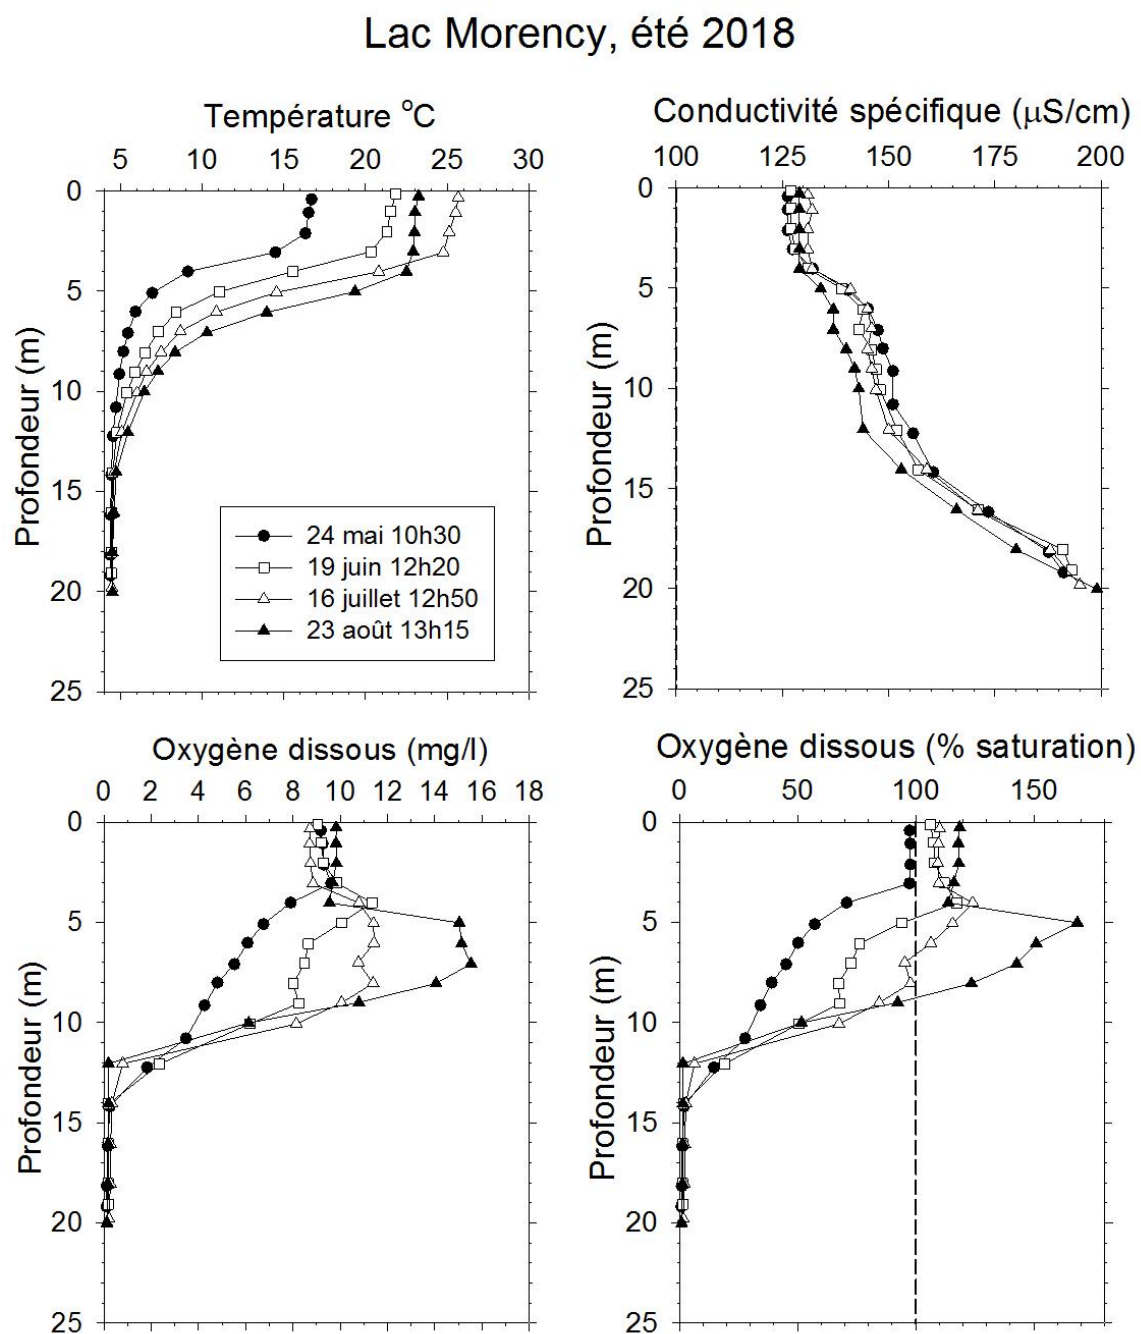 Lac Morency, été 2018
Température °C
5 10 15 20 25 30
0
5
10
15
20
25
Profondeur (m)
24 mai 10h30
19 juin 12h20
16 juillet 12h50
23 août 13h15
Conductivité spécifique (μS/cm)
100 125 150 175 200
0
5
10
15
20
25
Profondeur (m)
Oxygène dissous (mg/l)
0 2 4 6 8 10 12 14 16 18
0
5
10
15
20
25
Profondeur (m)
Oxygène dissous (% saturation)
0 50 100 150
0
5
10
15
20
25
Profondeur (m)